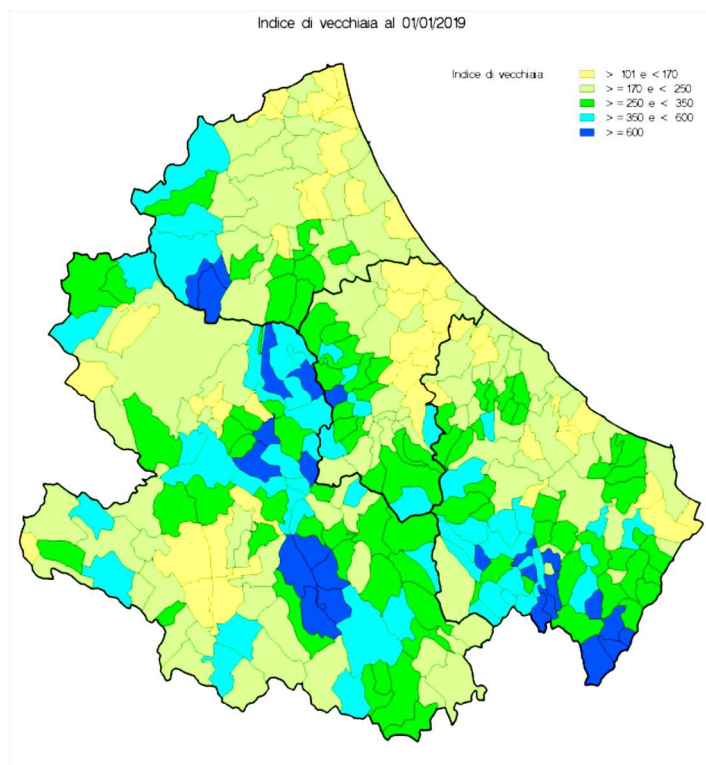 Indice di vecchiaia al 01/01/2019
Indice di vecchiaia
> 101 e <170
>=170 e < 250
>=250 e < 350
>=350 e < 600
>=600